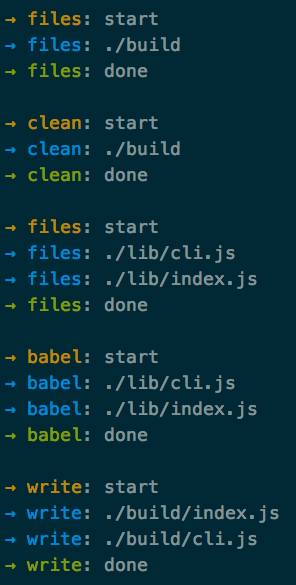 → files: start
→ files: ./build
→ files: done
→ clean: start
→ clean: ./build
→ clean: done
→ files: start
→ files: ./lib/cli.js
→ files: ./lib/index.js
→ files: done
→ babel: start
→ babel: ./lib/cli.js
→ babel: ./lib/index.js
→ babel: done
→ write: start
→ write: ./build/index.js
→ write: ./build/cli.js
→ write: done